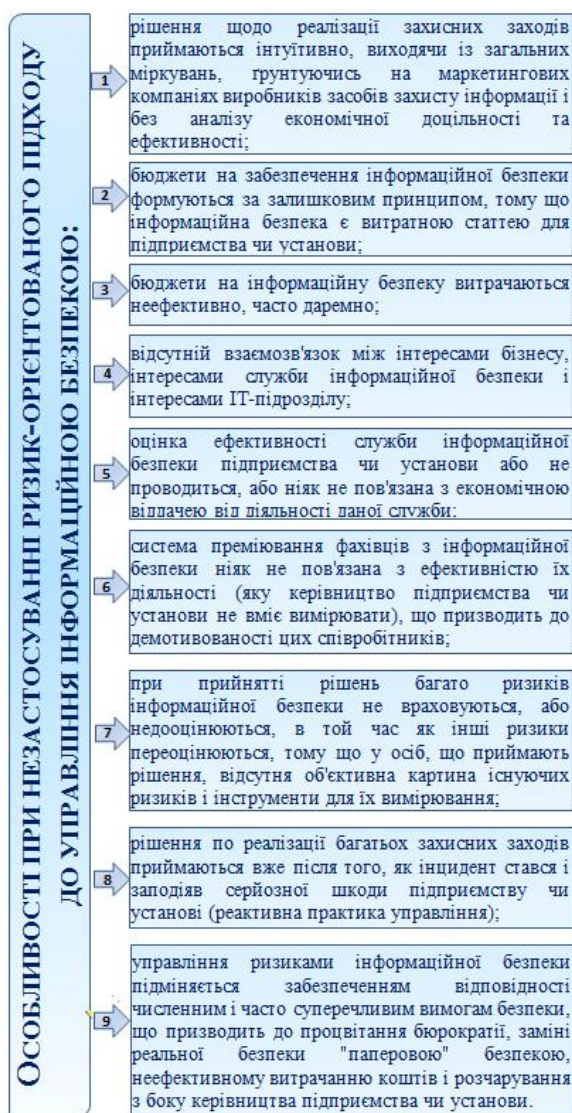 ОСОБЛИВОСТІ ПРИ НЕЗАСТОСУВАННІ РИЗИК-ОРІЄНТОВАНОГО ПІДХОДУ
ДО УПРАВЛІННЯ ІНФОРМАЦІЙНОЮ БЕЗПЕКОЮ:
1
рішення щодо реалізації захисних заходів
приймаються інтуїтивно, виходячи із загальних
міркувань, ґрунтуючись на маркетингових
компаніях виробників засобів захисту інформації і
без аналізу економічної доцільності та
ефективності;
2
бюджети на забезпечення інформаційної безпеки
формуються за залишковим принципом, тому що
інформаційна безпека є витратною статтею для
підприємства чи установи;
3
бюджети на інформаційну безпеку витрачаються
неефективно, часто даремно;
4
відсутній взаємозв'язок між інтересами бізнесу,
інтересами служби інформаційної безпеки і
інтересами ІТ-підрозділу;
5
оцінка ефективності служби інформаційної
безпеки підприємства чи установи або не
проводиться, або ніяк не пов'язана з економічною
віддачею від діяльності даної служби;
6
система преміювання фахівців з інформаційної
безпеки ніяк не пов'язана з ефективністю їх
діяльності (яку керівництво підприємства чи
установи не вміє вимірювати), що призводить до
демотивованості цих співробітників;
7
при прийнятті рішень багато ризиків
інформаційної безпеки не враховуються, або
недооцінюються, в той час як інші ризики
переоцінюються, тому що у осіб, що приймають
рішення, відсутня об'єктивна картина існуючих
ризиків і інструменти для їх вимірювання;
8
рішення по реалізації багатьох захисних заходів
приймаються вже після того, як інцидент стався і
заподіяв серйозної шкоди підприємству чи
установі (реактивна практика управління);
9
управління ризиками інформаційної безпеки
підміняється забезпеченням відповідності
численним і часто суперечливим вимогам безпеки,
що призводить до процвітання бюрократії, заміні
реальної безпеки "паперовою" безпекою,
неефективному витрачанню коштів і розчарування
з боку керівництва підприємства чи установи.